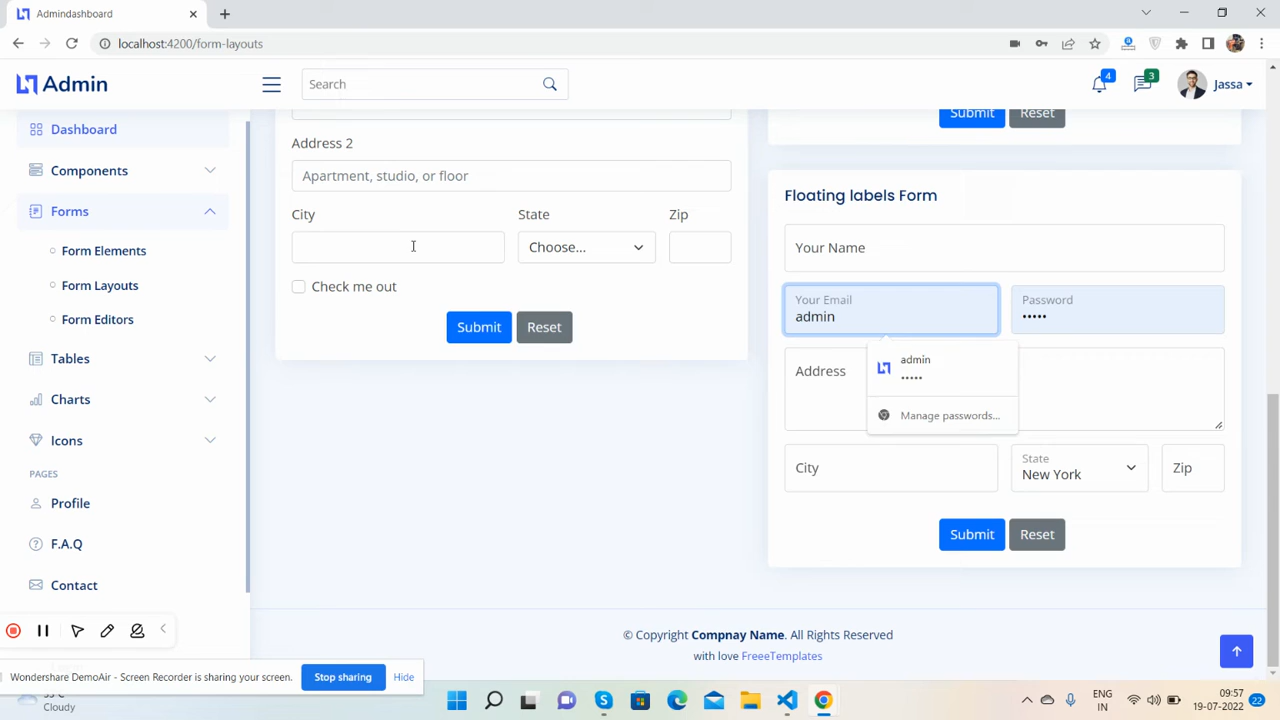 Admindashboard
localhost:4200/form-layouts
Admin
Search
4
3
Jassa
Dashboard
Components
Forms
Form Elements
Form Layouts
Form Editors
Tables
Charts
Icons
PAGES
Profile
F.A.Q
Contact
Address 2
Apartment, studio, or floor
City
State
Zip
Choose...
Check me out
Submit
Reset
Submit
Reset
Floating labels Form
Your Name
Your Email
admin
Password
•••••
admin
•••••
Manage passwords...
Address
City
State
New York
Zip
Submit
Reset
© Copyright Compnay Name. All Rights Reserved
with love FreeeTemplates
Wondershare DemoAir - Screen Recorder is sharing your screen.
Stop sharing
Hide
Cloudy
ENG
IN
09:57
19-07-2022
22